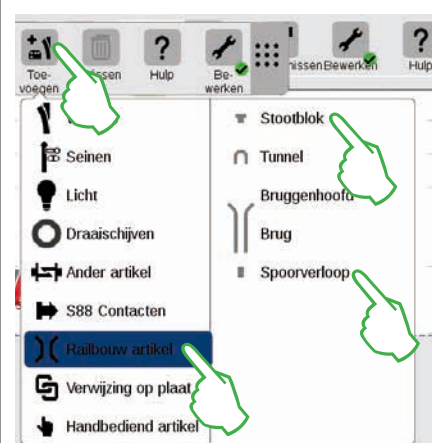 Toe-
voegen
issen
Hulp
Be-
werken
nissen
Bewerken
Hulp
Seinen
Licht
Draaischijven
Ander artikel
S88 Contacten
Railbouw artikel
Verwijzing op plaat
Handbediend artikel
Stootblok
Tunnel
Bruggenhoofd
Brug
Spoorverloop